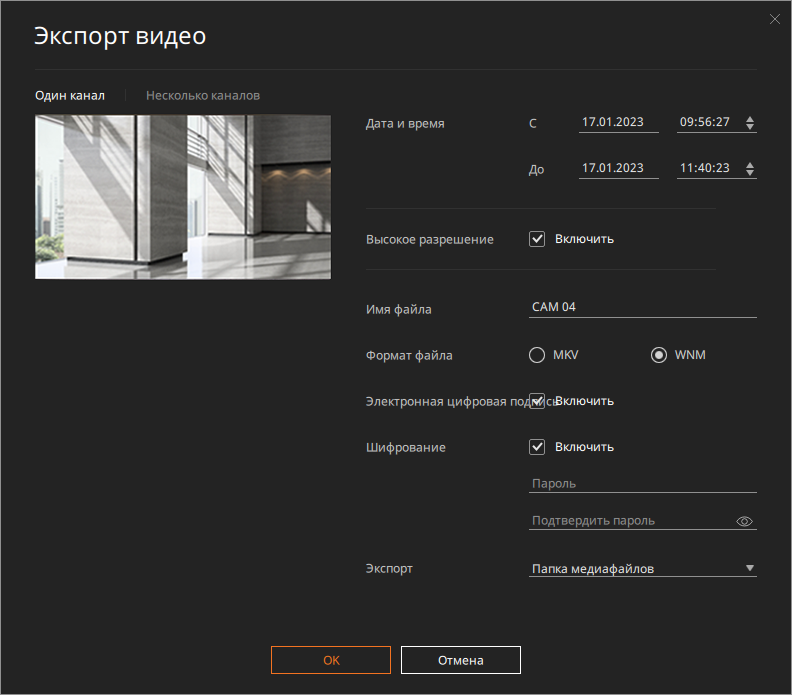 Экспорт видео
Один канал
Несколько каналов
Дата и время
С
17.01.2023
09:56:27
До
17.01.2023
11:40:23
Высокое разрешение
Включить
Имя файла
CAM 04
Формат файла
MKV
WNM
Электронная цифровая подпись
Включить
Шифрование
Включить
Пароль
Подтвердить пароль
Экспорт
Папка медиафайлов
OK
Отмена